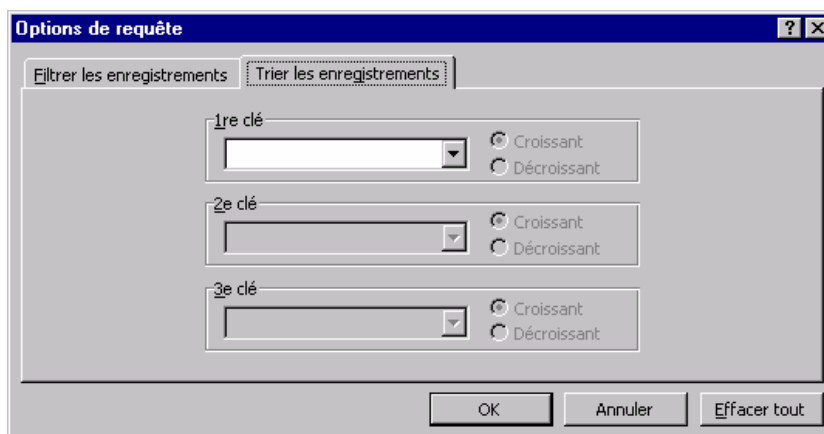 Options de requête
Filtrer les enregistrements Trier les enregistrements
1re clé
Croissant
Décroissant
2e clé
Croissant
Décroissant
3e clé
Croissant
Décroissant
OK Annuler Effacer tout